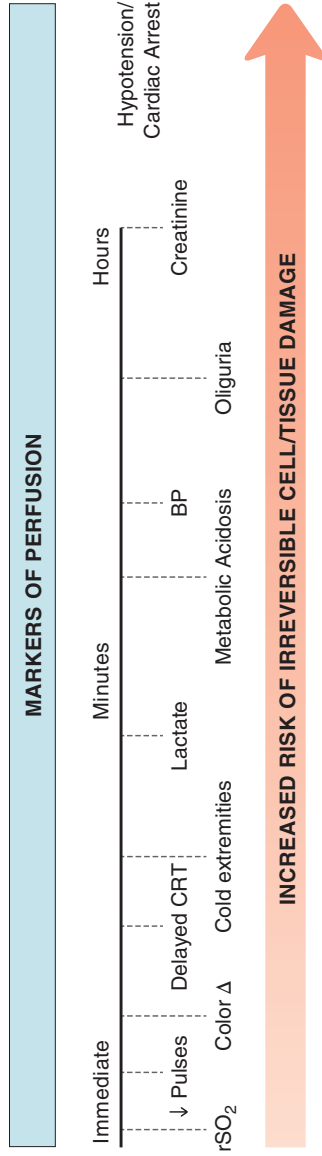 MARKERS OF PERFUSION
Immediate
Minutes
Hours
Hypotension/
Cardiac Arrest
rSO₂
↓ Pulses
Color Δ
Delayed CRT
Cold extremities
Lactate
Metabolic Acidosis
BP
Oliguria
Creatinine
INCREASED RISK OF IRREVERSIBLE CELL/TISSUE DAMAGE